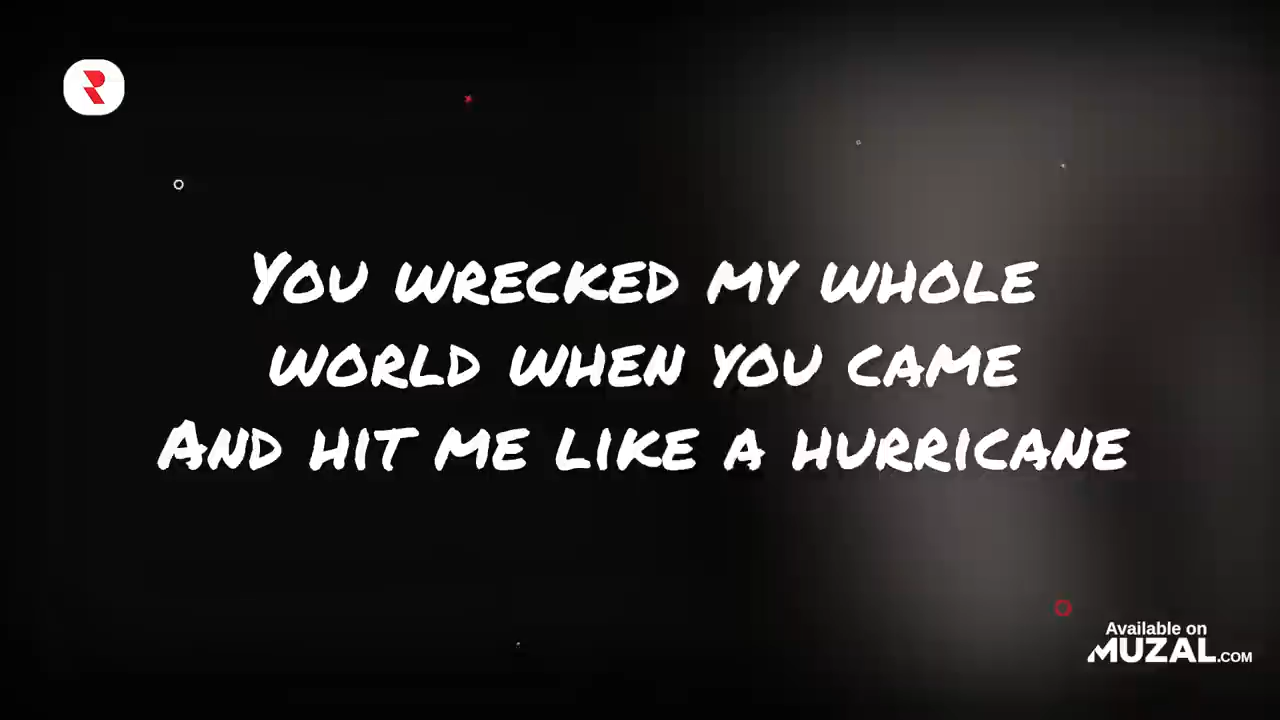 You wrecked my whole
world when you came
And hit me like a hurricane
Available on
MUZAL.COM